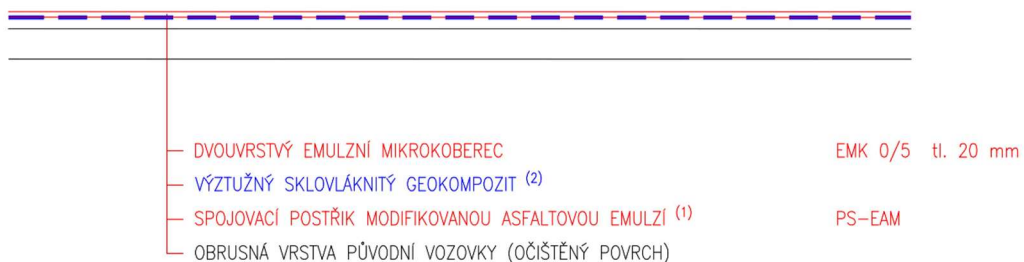 DVOUVRSTVÝ EMULZNÍ MIKROKOBEREC EMK 0/5 tl. 20 mm
VÝZTUŽNÝ SKLOVLÁKNITÝ GEOKOMPOZIT (2)
SPOJOVACÍ POSTŘIK MODIFIKOVANOU ASFALTOVOU EMULZÍ (1) PS-EAM
OBRUSNÁ VRSTVA PŮVODNÍ VOZOVKY (OČIŠTĚNÝ POVRCH)